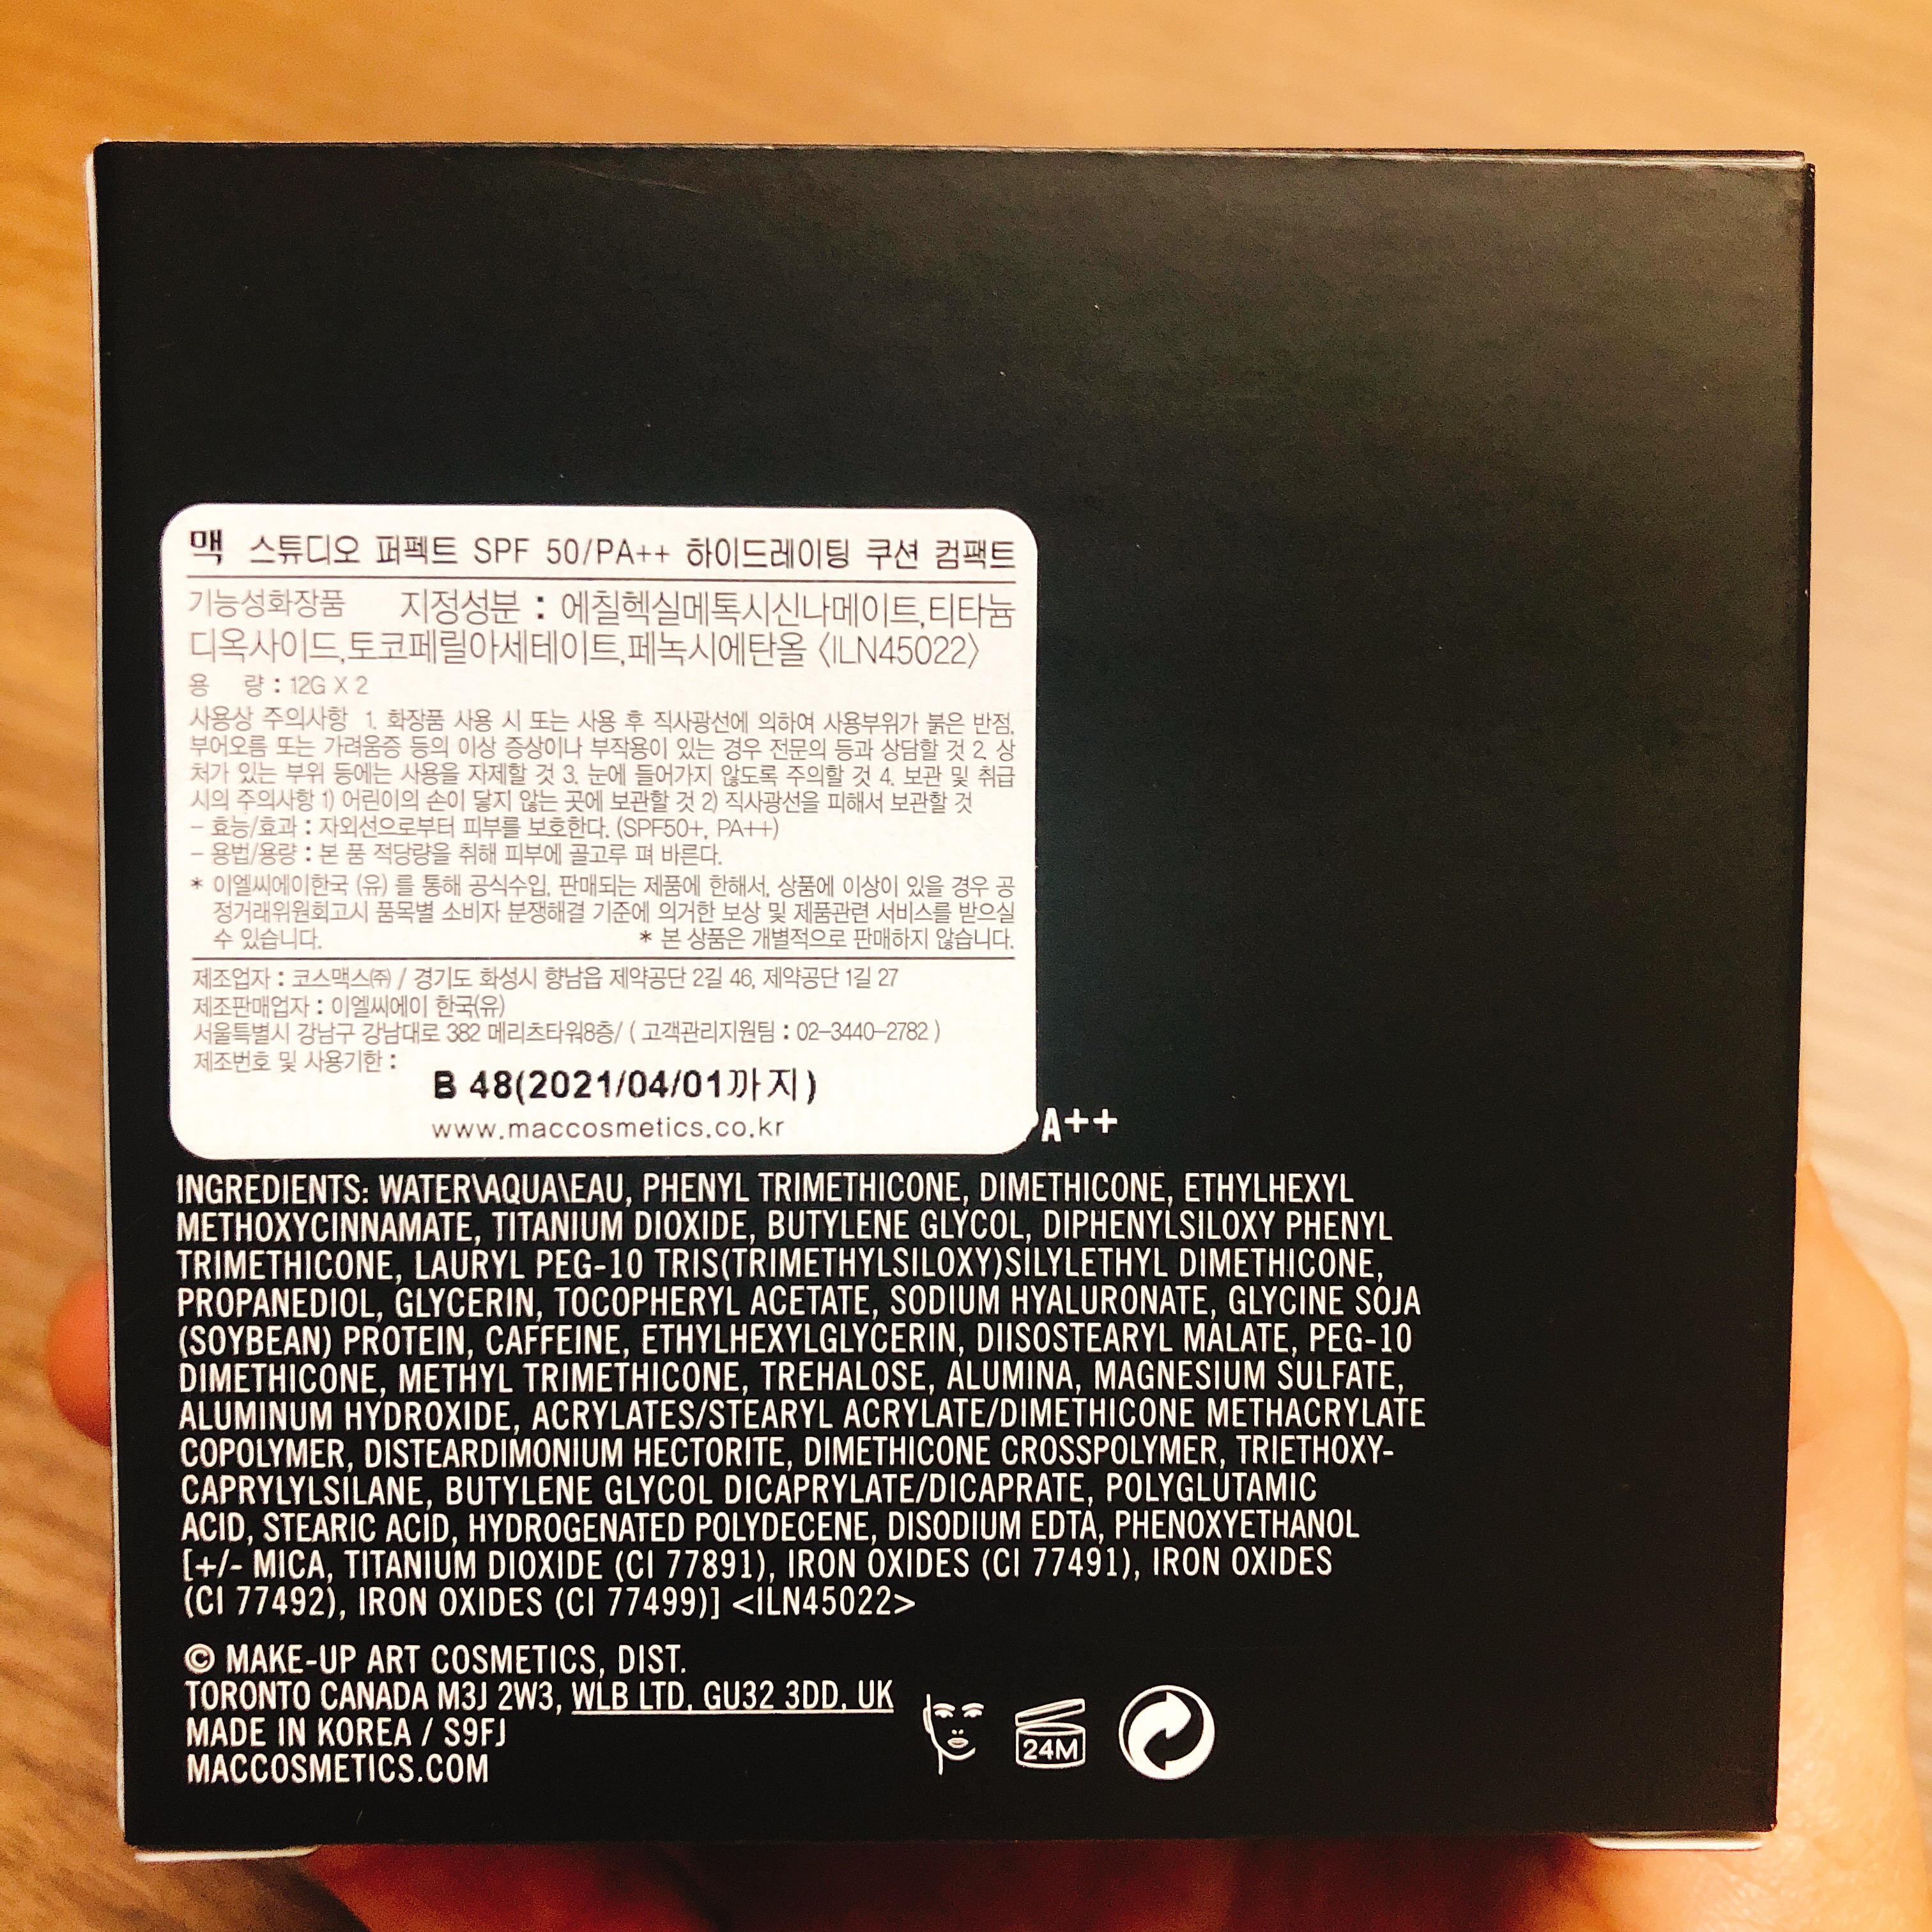 맥 스튜디오 퍼펙트 SPF 50/PA++ 하이드레이팅 쿠션 컴팩트
기능성화장품 지정성분 : 에칠헥실메톡시신나메이트,티타늄
디옥사이드,토코페릴아세테이트,페녹시에탄올 〈ILN45022〉
용 량 : 12G X 2
사용상 주의사항 1. 화장품 사용 시 또는 사용 후 직사광선에 의하여 사용부위가 붉은 반점,
부어오름 또는 가려움증 등의 이상 증상이나 부작용이 있는 경우 전문의 등과 상담할 것 2. 상
처가 있는 부위 등에는 사용을 자제할 것 3. 눈에 들어가지 않도록 주의할 것 4. 보관 및 취급
시의 주의사항 1) 어린이의 손이 닿지 않는 곳에 보관할 것 2) 직사광선을 피해서 보관할 것
- 효능/효과 : 자외선으로부터 피부를 보호한다. (SPF50+, PA++)
- 용법/용량 : 본 품 적당량을 취해 피부에 골고루 펴 바른다.
* 이엘씨에이한국 (유) 를 통해 공식수입, 판매되는 제품에 한해서, 상품에 이상이 있을 경우 공
정거래위원회고시 품목별 소비자 분쟁해결 기준에 의거한 보상 및 제품관련 서비스를 받으실
수 있습니다. * 본 상품은 개별적으로 판매하지 않습니다.
제조업자 : 코스맥스㈜ / 경기도 화성시 향남읍 제약공단 2길 46, 제약공단 1길 27
제조판매업자 : 이엘씨에이 한국(유)
서울특별시 강남구 강남대로 382 메리츠타워8층/ ( 고객관리지원팀 : 02-3440-2782 )
제조번호 및 사용기한 :
B 48(2021/04/01까지)
www.maccosmetics.co.kr
PA++
INGREDIENTS: WATER\AQUA\EAU, PHENYL TRIMETHICONE, DIMETHICONE, ETHYLHEXYL
METHOXYCINNAMATE, TITANIUM DIOXIDE, BUTYLENE GLYCOL, DIPHENYLSILOXY PHENYL
TRIMETHICONE, LAURYL PEG-10 TRIS(TRIMETHYLSILOXY)SILYLETHYL DIMETHICONE,
PROPANEDIOL, GLYCERIN, TOCOPHERYL ACETATE, SODIUM HYALURONATE, GLYCINE SOJA
(SOYBEAN) PROTEIN, CAFFEINE, ETHYLHEXYLGLYCERIN, DIISOSTEARYL MALATE, PEG-10
DIMETHICONE, METHYL TRIMETHICONE, TREHALOSE, ALUMINA, MAGNESIUM SULFATE,
ALUMINUM HYDROXIDE, ACRYLATES/STEARYL ACRYLATE/DIMETHICONE METHACRYLATE
COPOLYMER, DISTEARDIMONIUM HECTORITE, DIMETHICONE CROSSPOLYMER, TRIETHOXY-
CAPRYLYLSILANE, BUTYLENE GLYCOL DICAPRYLATE/DICAPRATE, POLYGLUTAMIC
ACID, STEARIC ACID, HYDROGENATED POLYDECENE, DISODIUM EDTA, PHENOXYETHANOL
[+/- MICA, TITANIUM DIOXIDE (CI 77891), IRON OXIDES (CI 77491), IRON OXIDES
(CI 77492), IRON OXIDES (CI 77499)] <ILN45022>
© MAKE-UP ART COSMETICS, DIST.
TORONTO CANADA M3J 2W3, WLB LTD, GU32 3DD, UK
MADE IN KOREA / S9FJ
MACCOSMETICS.COM
24M